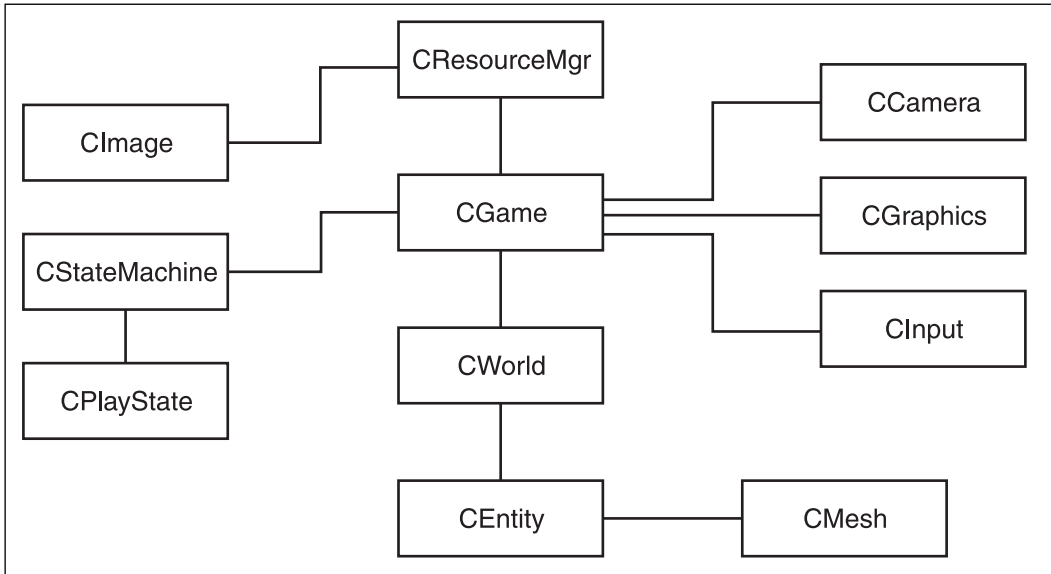 CResourceMgr
CCamera
CImage
CGame
CGraphics
CStateMachine
CInput
CWorld
CPlayState
CEntity
CMesh